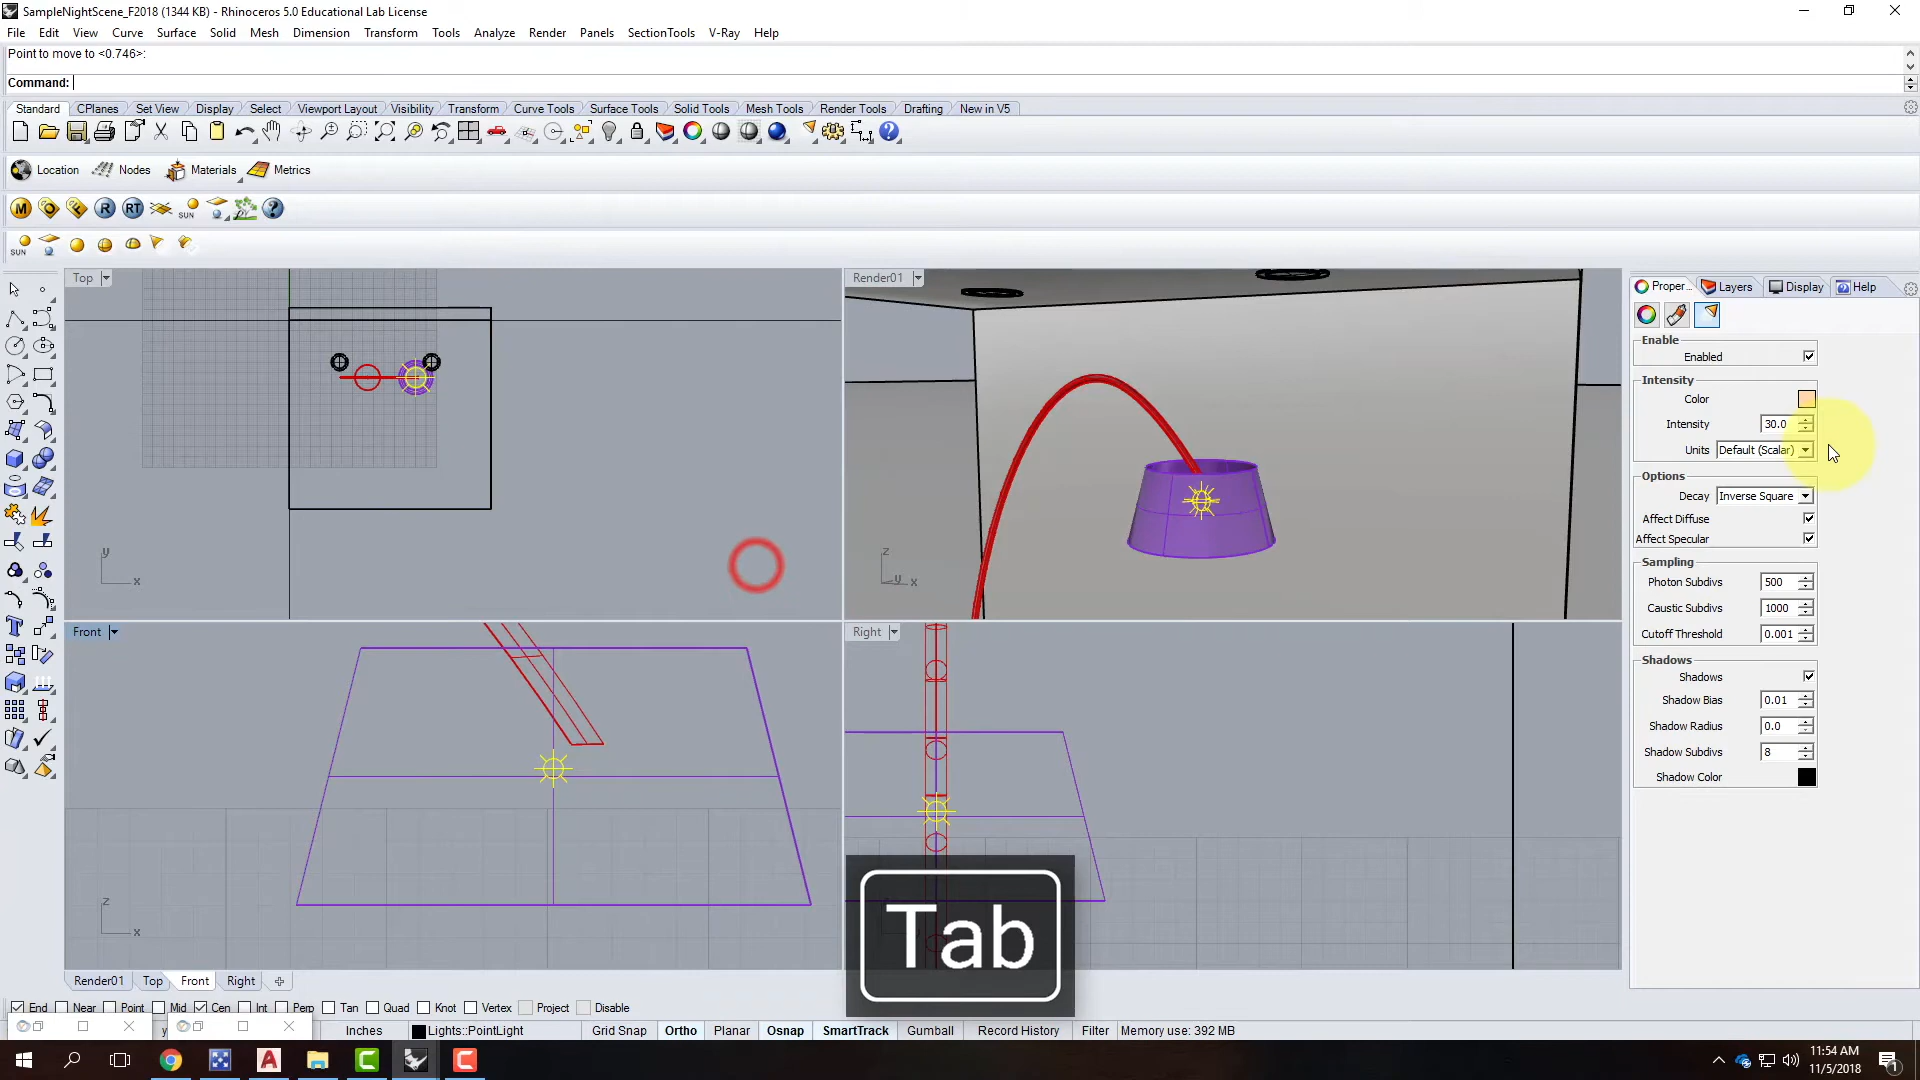 SampleNightScene_F2018 (1344 KB) - Rhinoceros 5.0 Educational Lab License
File Edit View Curve Surface Solid Mesh Dimension Transform Tools Analyze Render Panels SectionTools V-Ray Help
Point to move to <0.746>:
Command:
Standard CPlanes Set View Display Select Viewport Layout Visibility Transform Curve Tools Surface Tools Solid Tools Mesh Tools Render Tools Drafting New in V5
Location Nodes Materials Metrics
M O F R RT SUN
SUN
Top
Render01
Proper... Layers Display Help
Enable
Enabled
Intensity
Color
Intensity 30.0
Units Default (Scalar)
Options
Decay Inverse Square
Affect Diffuse
Affect Specular
Sampling
Photon Subdivs 500
Caustic Subdivs 1000
Cutoff Threshold 0.001
Shadows
Shadows
Shadow Bias 0.01
Shadow Radius 0.0
Shadow Subdivs 8
Shadow Color
y
x
z
y
x
Front
Right
z
x
Tab
Render01 Top Front Right
End Near Point Mid Cen Int Perp Tan Quad Knot Vertex Project Disable
y
Inches Lights::PointLight Grid Snap Ortho Planar Osnap SmartTrack Gumball Record History Filter Memory use: 392 MB
11:54 AM
11/5/2018
1